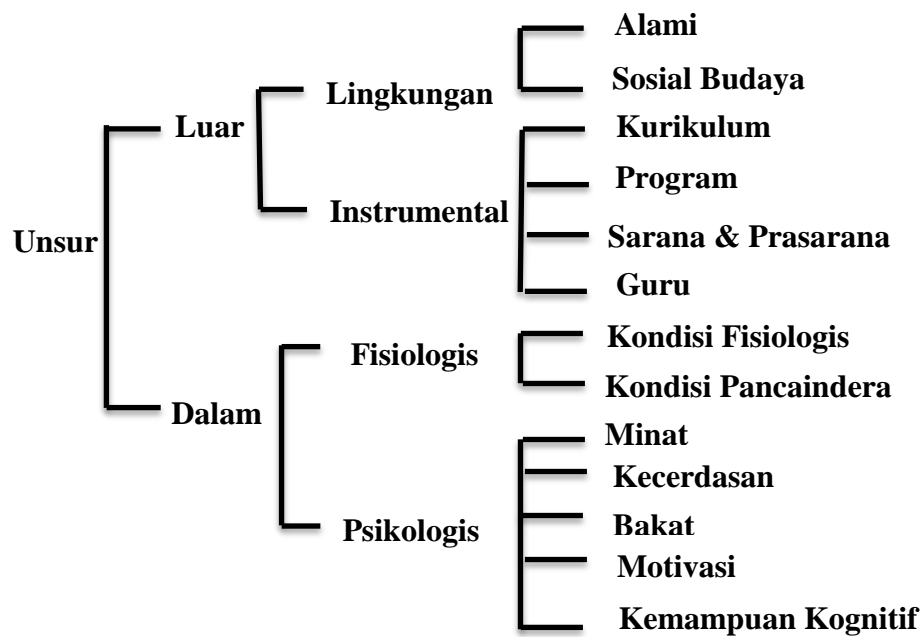 Unsur
Luar
Lingkungan
Alami
Sosial Budaya
Instrumental
Kurikulum
Program
Sarana & Prasarana
Guru
Dalam
Fisiologis
Kondisi Fisiologis
Kondisi Pancaindera
Psikologis
Minat
Kecerdasan
Bakat
Motivasi
Kemampuan Kognitif